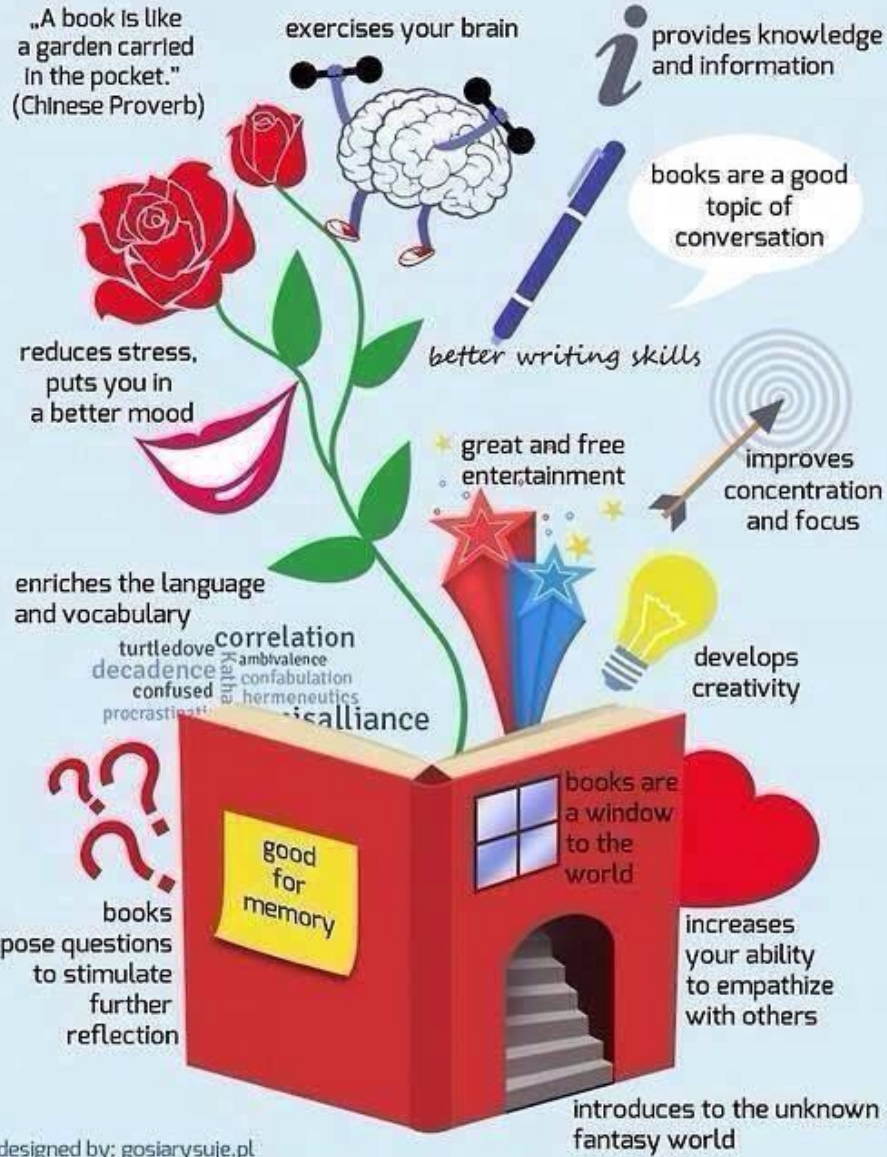 „A book is like
a garden carried
in the pocket.”
(Chinese Proverb)
exercises your brain
provides knowledge
and information
books are a good
topic of
conversation
better writing skills
reduces stress,
puts you in
a better mood
great and free
entertainment
improves
concentration
and focus
enriches the language
and vocabulary
turtledove
correlation
decadence
ambivalence
confabulation
confused
hermeneutics
develops
creativity
books are
a window
to the
world
good
for
memory
books
pose questions
to stimulate
further
reflection
increases
your ability
to empathize
with others
introduces to the unknown
fantasy world
designed by: gosiarysuje.pl